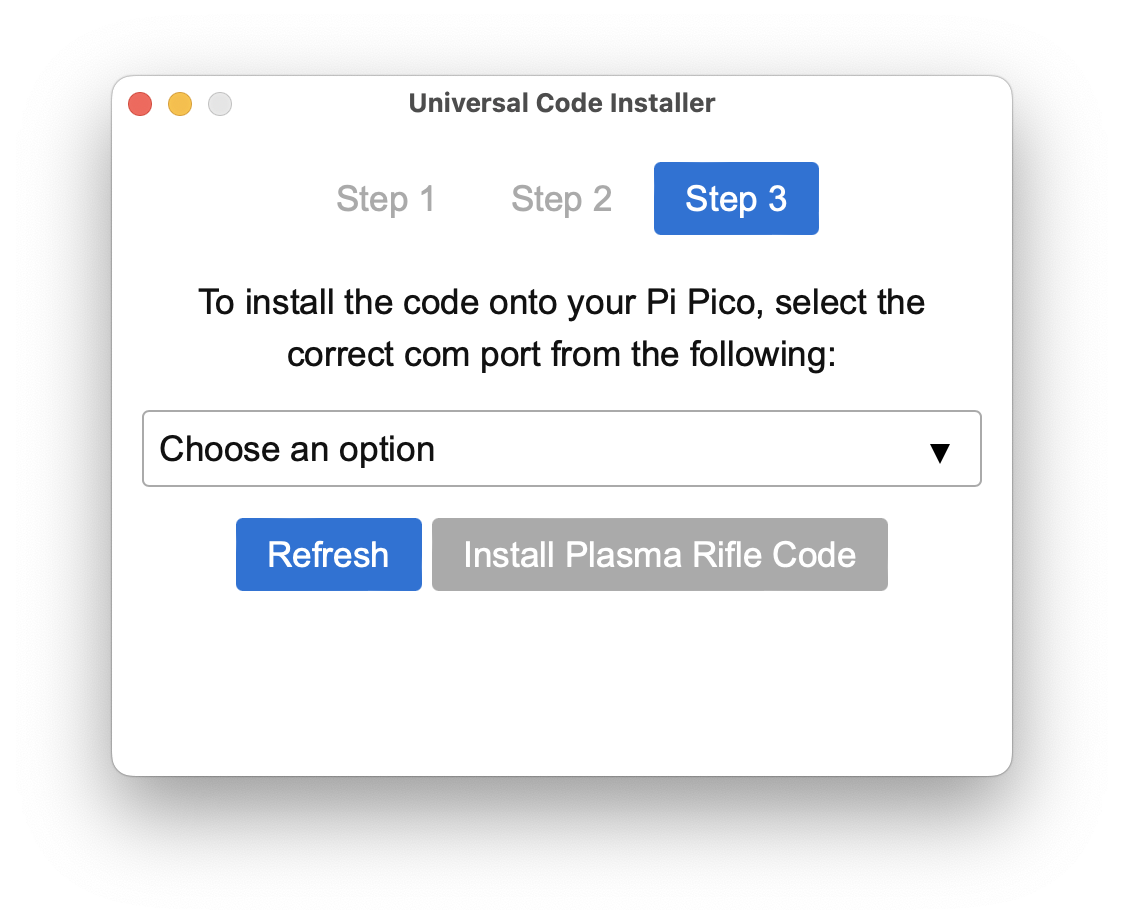 Universal Code Installer
Step 1 Step 2 Step 3
To install the code onto your Pi Pico, select the
correct com port from the following:
Choose an option
Refresh Install Plasma Rifle Code